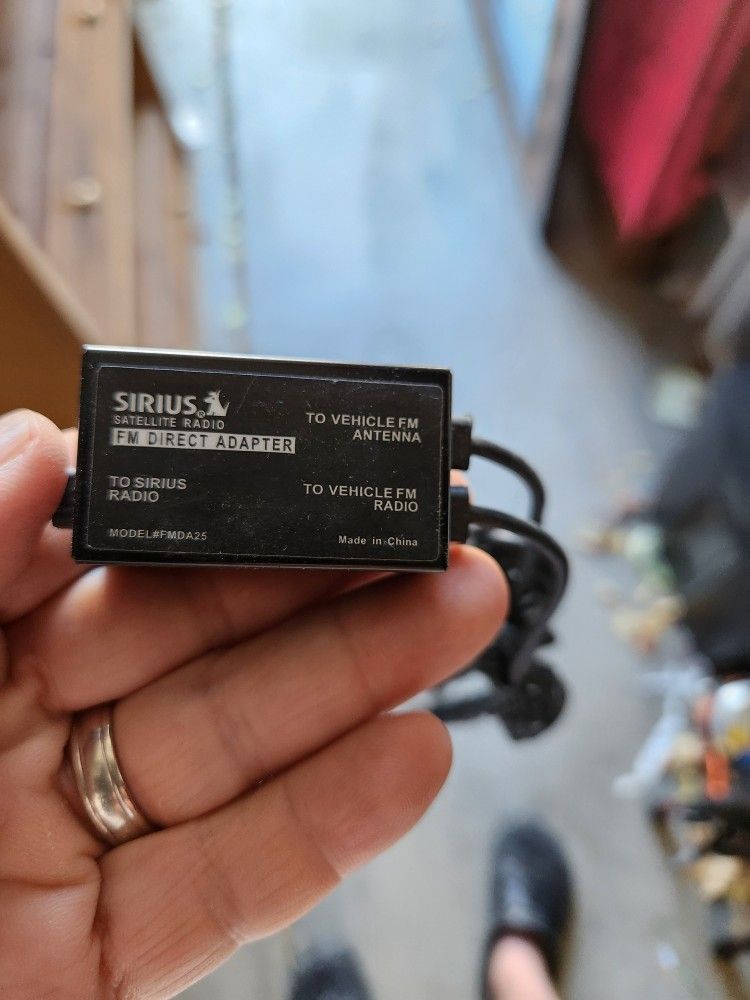 SIRIUS®
SATELLITE RADIO
FM DIRECT ADAPTER
TO VEHICLE FM
ANTENNA
TO SIRIUS
RADIO
TO VEHICLE FM
RADIO
MODEL#FMDA25
Made in China